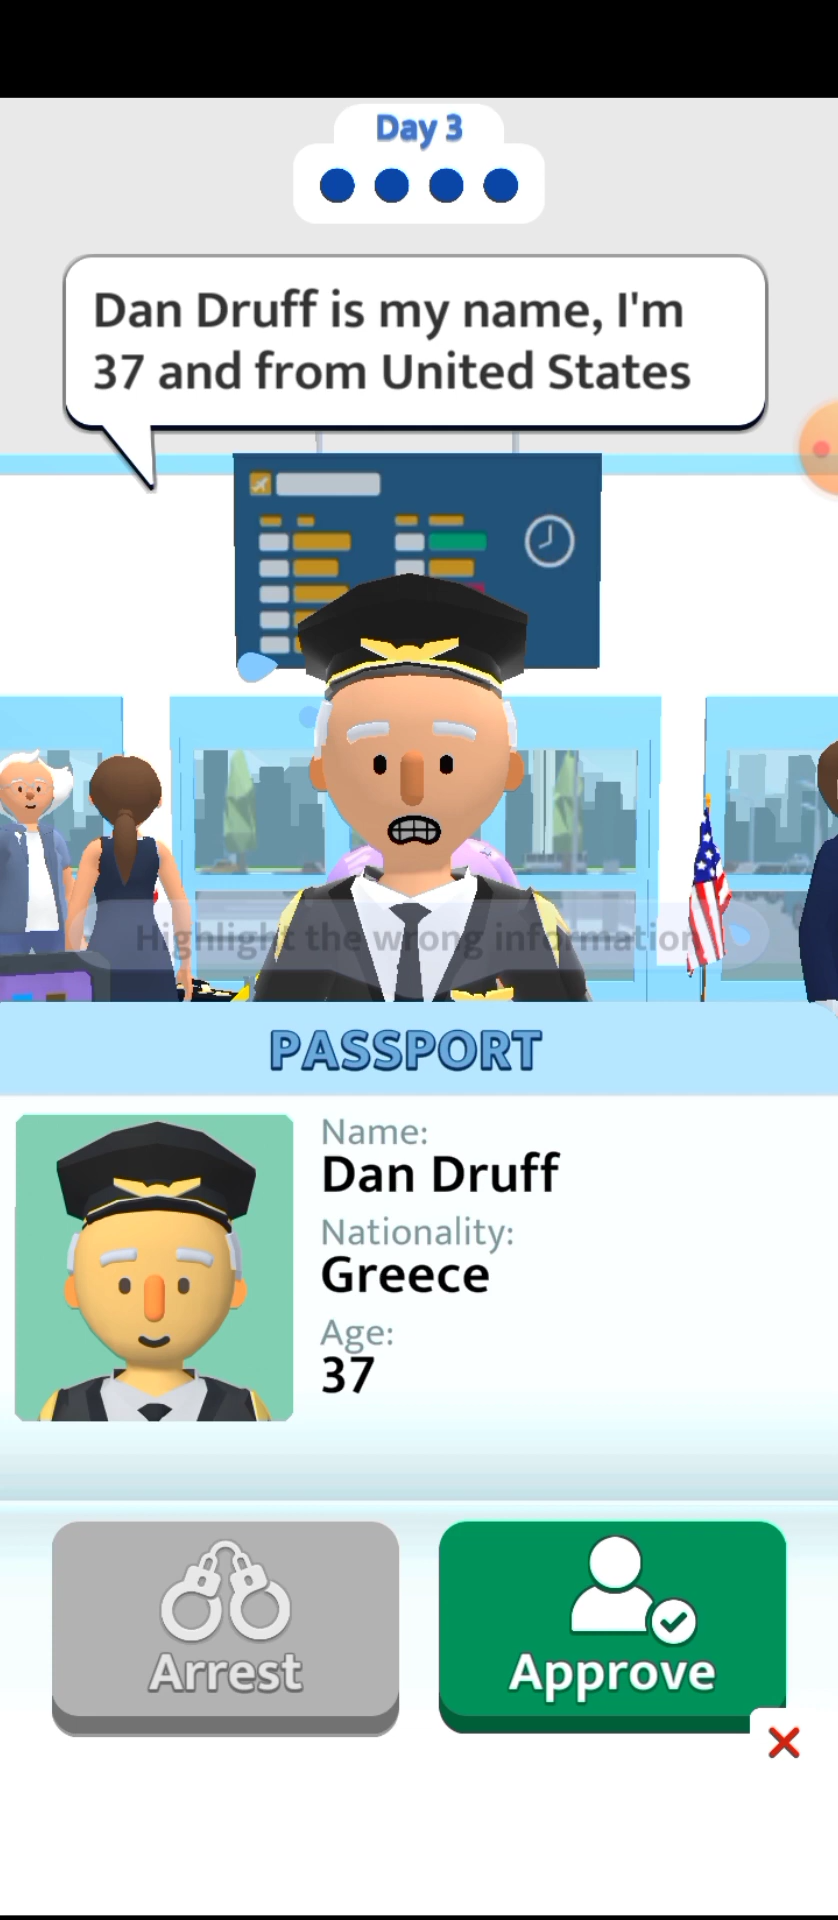 Day 3
Dan Druff is my name, I'm
37 and from United States
Highlight the wrong information
PASSPORT
Name:
Dan Druff
Nationality:
Greece
Age:
37
Arrest
Approve